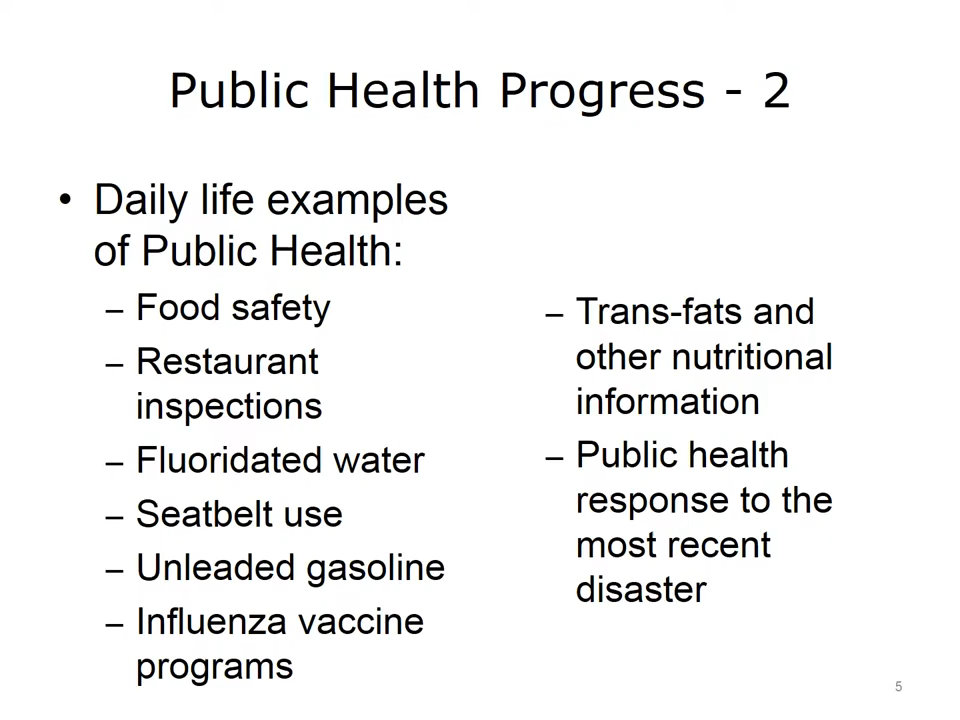 Public Health Progress - 2
• Daily life examples
of Public Health:
– Food safety
– Restaurant
inspections
– Fluoridated water
– Seatbelt use
– Unleaded gasoline
– Influenza vaccine
programs
– Trans-fats and
other nutritional
information
– Public health
response to the
most recent
disaster
5